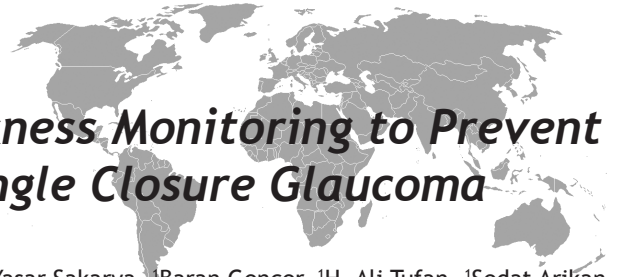 ness Monitoring to Prevent
ngle Closure Glaucoma
Yasar Sakarya, ¹Baran Gencer, ¹H. Ali Tufan, ¹Sedat Arikan